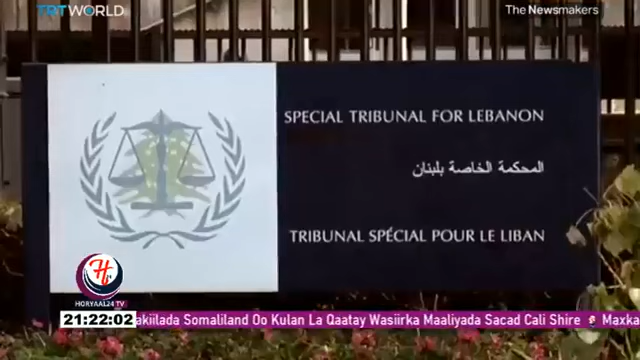 TRT WORLD
The Newsmakers
SPECIAL TRIBUNAL FOR LEBANON
المحكمة الخاصة بلبنان
TRIBUNAL SPÉCIAL POUR LE LIBAN
HORYAAL24 TV
21:22:02
akiilada Somaliland Oo Kulan La Qaatay Wasiirka Maaliyada Sacad Cali Shire
Maxka